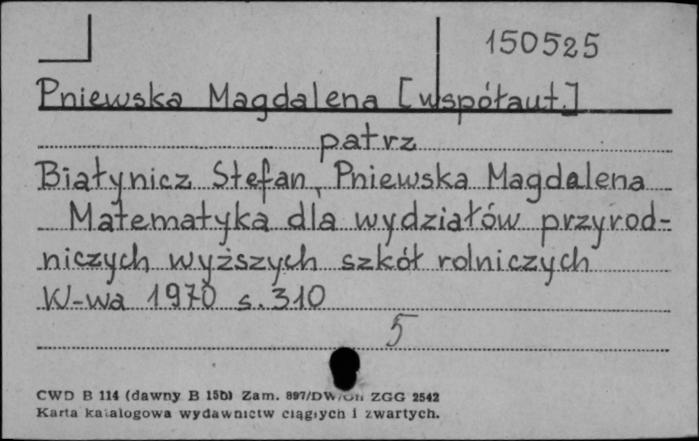 150525
Pniewska Magdalena [współaut.]
patrz
Białynicz Stefan, Pniewska Magdalena
Matematyka dla wydziałów przyrod-
niczych wyższych szkół rolniczych
W-wa 1970 s. 310
5
CWD B 114 (dawny B 15b) Zam. 897/DW/ ZGG 2542
Karta katalogowa wydawnictw ciągłych i zwartych.